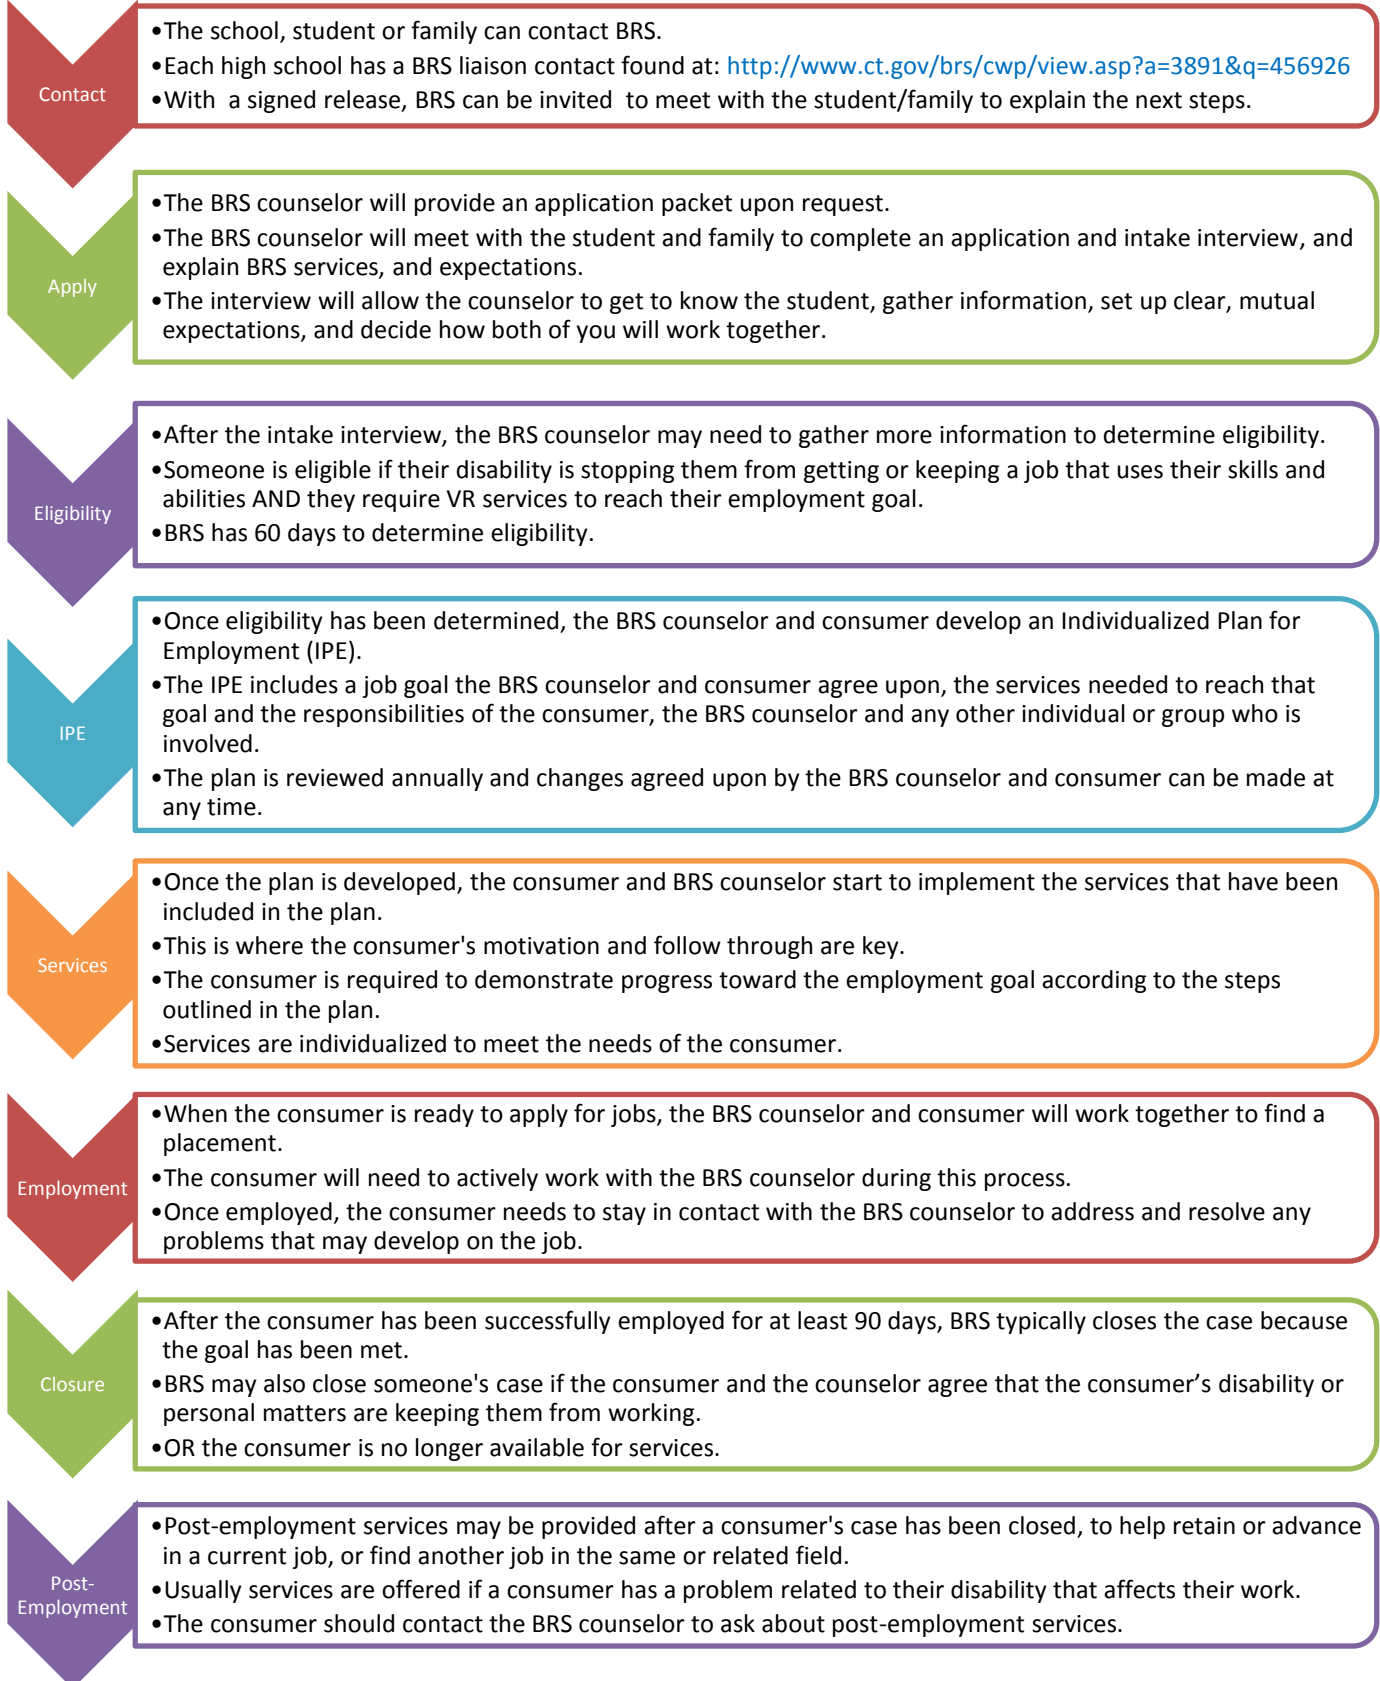 Contact
•The school, student or family can contact BRS.
•Each high school has a BRS liaison contact found at: http://www.ct.gov/brs/cwp/view.asp?a=3891&q=456926
•With a signed release, BRS can be invited to meet with the student/family to explain the next steps.
Apply
•The BRS counselor will provide an application packet upon request.
•The BRS counselor will meet with the student and family to complete an application and intake interview, and
explain BRS services, and expectations.
•The interview will allow the counselor to get to know the student, gather information, set up clear, mutual
expectations, and decide how both of you will work together.
Eligibility
•After the intake interview, the BRS counselor may need to gather more information to determine eligibility.
•Someone is eligible if their disability is stopping them from getting or keeping a job that uses their skills and
abilities AND they require VR services to reach their employment goal.
•BRS has 60 days to determine eligibility.
IPE
•Once eligibility has been determined, the BRS counselor and consumer develop an Individualized Plan for
Employment (IPE).
•The IPE includes a job goal the BRS counselor and consumer agree upon, the services needed to reach that
goal and the responsibilities of the consumer, the BRS counselor and any other individual or group who is
involved.
•The plan is reviewed annually and changes agreed upon by the BRS counselor and consumer can be made at
any time.
Services
•Once the plan is developed, the consumer and BRS counselor start to implement the services that have been
included in the plan.
•This is where the consumer's motivation and follow through are key.
•The consumer is required to demonstrate progress toward the employment goal according to the steps
outlined in the plan.
•Services are individualized to meet the needs of the consumer.
Employment
•When the consumer is ready to apply for jobs, the BRS counselor and consumer will work together to find a
placement.
•The consumer will need to actively work with the BRS counselor during this process.
•Once employed, the consumer needs to stay in contact with the BRS counselor to address and resolve any
problems that may develop on the job.
Closure
•After the consumer has been successfully employed for at least 90 days, BRS typically closes the case because
the goal has been met.
•BRS may also close someone's case if the consumer and the counselor agree that the consumer’s disability or
personal matters are keeping them from working.
•OR the consumer is no longer available for services.
Post-
Employment
•Post-employment services may be provided after a consumer's case has been closed, to help retain or advance
in a current job, or find another job in the same or related field.
•Usually services are offered if a consumer has a problem related to their disability that affects their work.
•The consumer should contact the BRS counselor to ask about post-employment services.